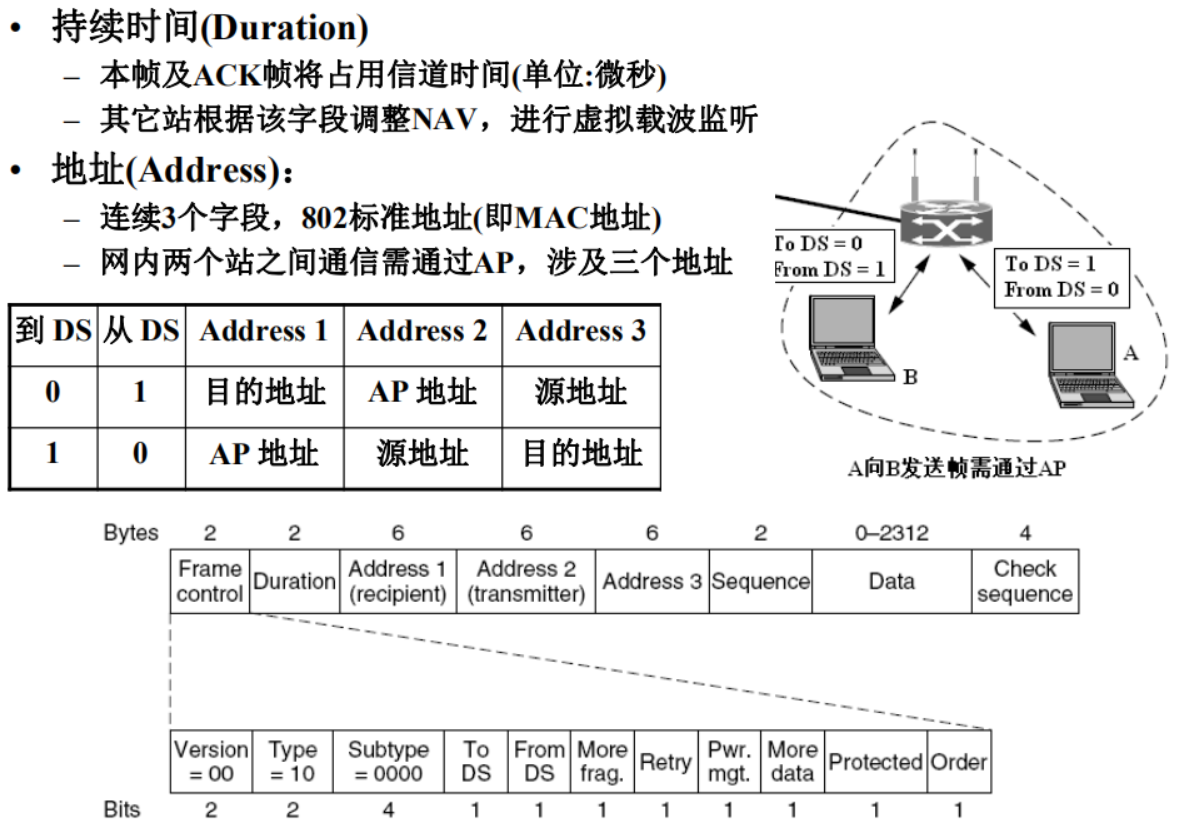 • 持续时间(Duration)
– 本帧及ACK帧将占用信道时间(单位:微秒)
– 其它站根据该字段调整NAV，进行虚拟载波监听
• 地址(Address)：
– 连续3个字段，802标准地址(即MAC地址)
– 网内两个站之间通信需通过AP，涉及三个地址
到 DS 从 DS Address 1 Address 2 Address 3
0 1 目的地址 AP 地址 源地址
1 0 AP 地址 源地址 目的地址
To DS = 0
From DS = 1
To DS = 1
From DS = 0
B
A
A向B发送帧需通过AP
Bytes 2 2 6 6 6 2 0–2312 4
Frame control Duration Address 1 (recipient) Address 2 (transmitter) Address 3 Sequence Data Check sequence
Version = 00 Type = 10 Subtype = 0000 To DS From DS More frag. Retry Pwr. mgt. More data Protected Order
Bits 2 2 4 1 1 1 1 1 1 1 1